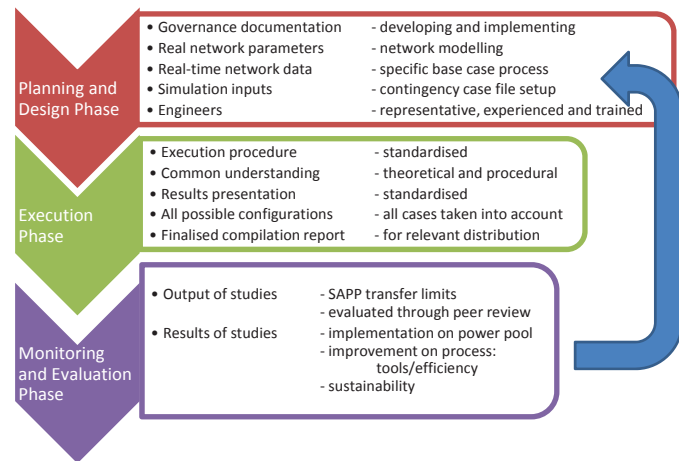 Planning and
Design Phase
• Governance documentation - developing and implementing
• Real network parameters - network modelling
• Real-time network data - specific base case process
• Simulation inputs - contingency case file setup
• Engineers - representative, experienced and trained
Execution
Phase
• Execution procedure - standardised
• Common understanding - theoretical and procedural
• Results presentation - standardised
• All possible configurations - all cases taken into account
• Finalised compilation report - for relevant distribution
Monitoring
and Evaluation
Phase
• Output of studies - SAPP transfer limits
- evaluated through peer review
• Results of studies - implementation on power pool
- improvement on process:
tools/efficiency
- sustainability